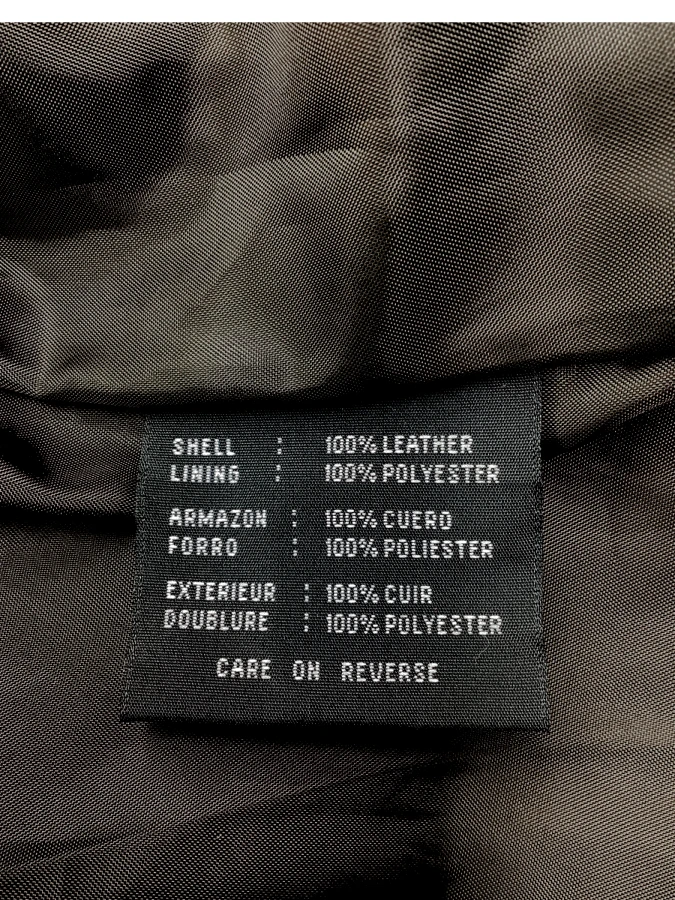 SHELL : 100% LEATHER
LINING : 100% POLYESTER
ARMAZON : 100% CUERO
FORRO : 100% POLIESTER
EXTERIEUR : 100% CUIR
DOUBLURE : 100% POLYESTER
CARE ON REVERSE